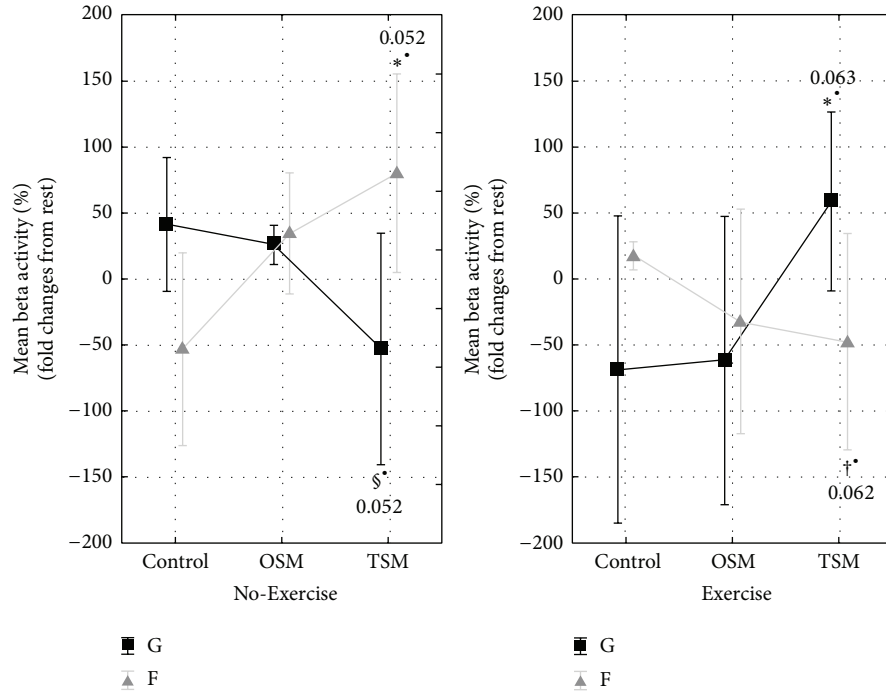 200
150
100
50
0
−50
−100
−150
−200
Mean beta activity (%)
(fold changes from rest)
0.052
*•
§•
0.052
Control OSM TSM
No-Exercise
G
F
200
150
100
50
0
−50
−100
−150
−200
Mean beta activity (%)
(fold changes from rest)
0.063
*•
†•
0.062
Control OSM TSM
Exercise
G
F